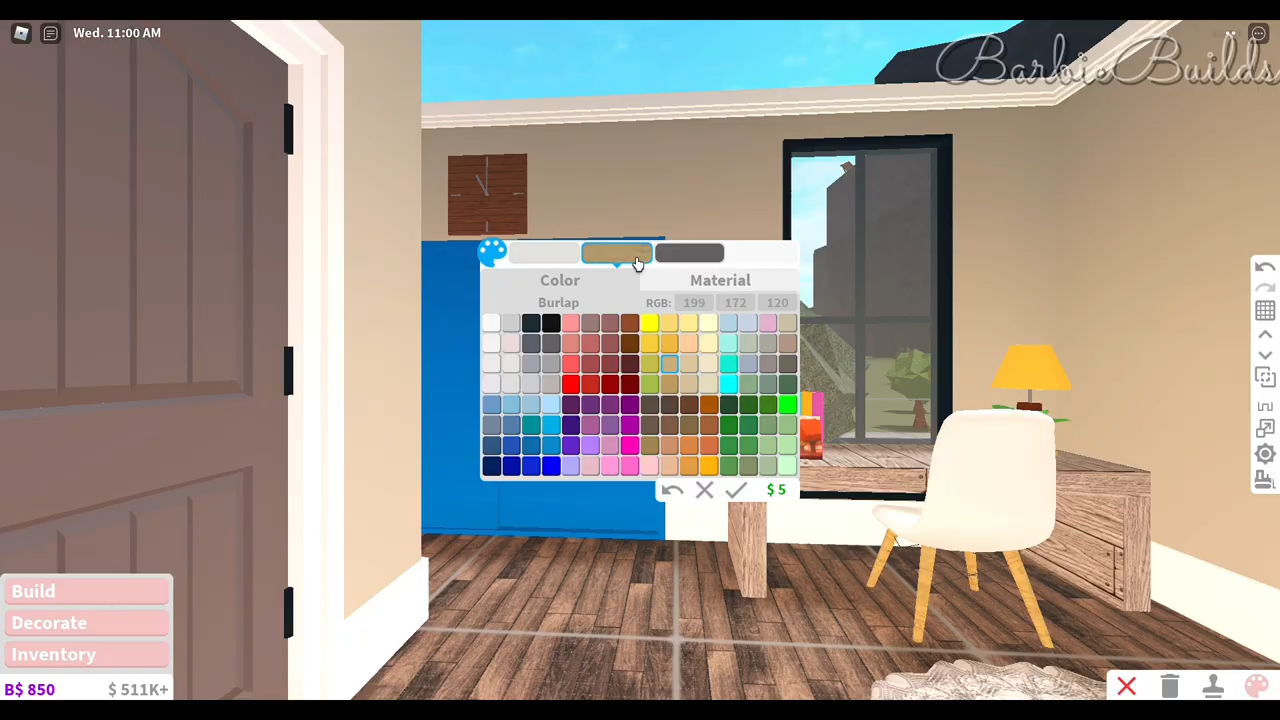 Wed. 11:00 AM
BarbieBuilds
Color
Material
Burlap
RGB: 199 172 120
$ 5
Build
Decorate
Inventory
B$ 850
$ 511K+